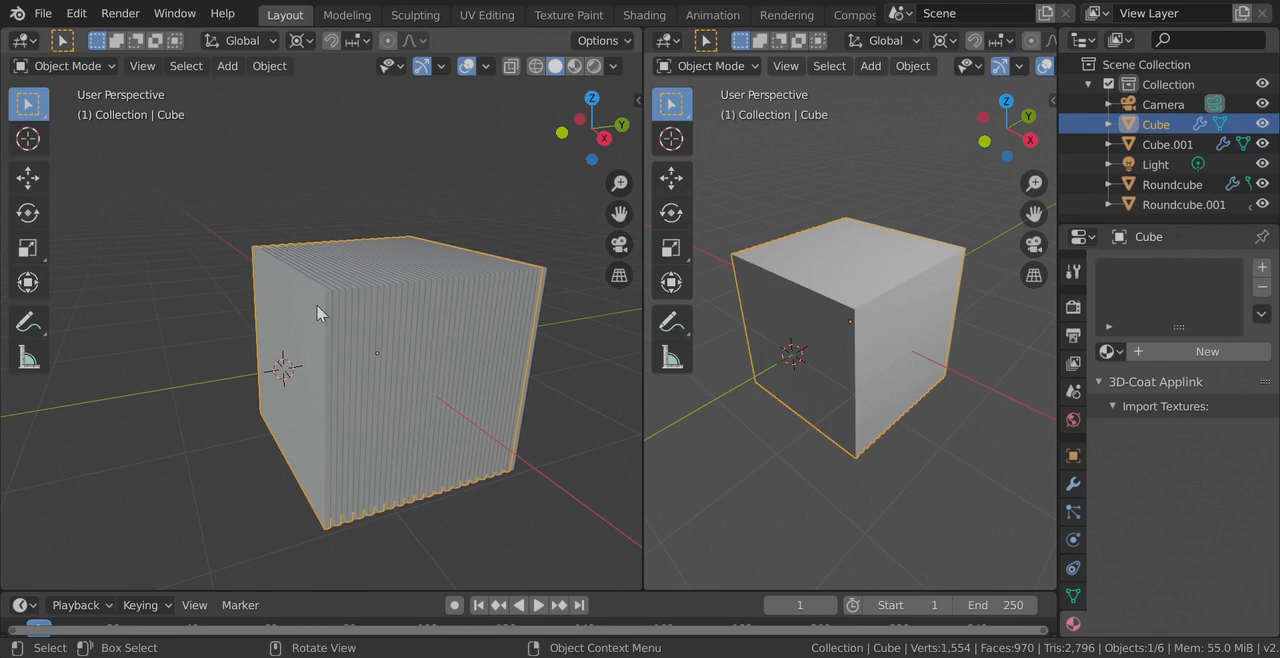 File Edit Render Window Help Layout Modeling Sculpting UV Editing Texture Paint Shading Animation Rendering Compos Scene View Layer
Global Options Global
Object Mode View Select Add Object Object Mode View Select Add Object
Scene Collection
Collection
Camera
Cube
Cube.001
Light
Roundcube
Roundcube.001
User Perspective
(1) Collection | Cube
Z
Y
X
User Perspective
(1) Collection | Cube
Z
Y
X
Cube
New
3D-Coat Applink
Import Textures:
Playback Keying View Marker 1 Start 1 End 250
Select Box Select Rotate View Object Context Menu Collection | Cube | Verts:1,554 | Faces:970 | Tris:2,796 | Objects:1/6 | Mem: 55.0 MiB | v2.